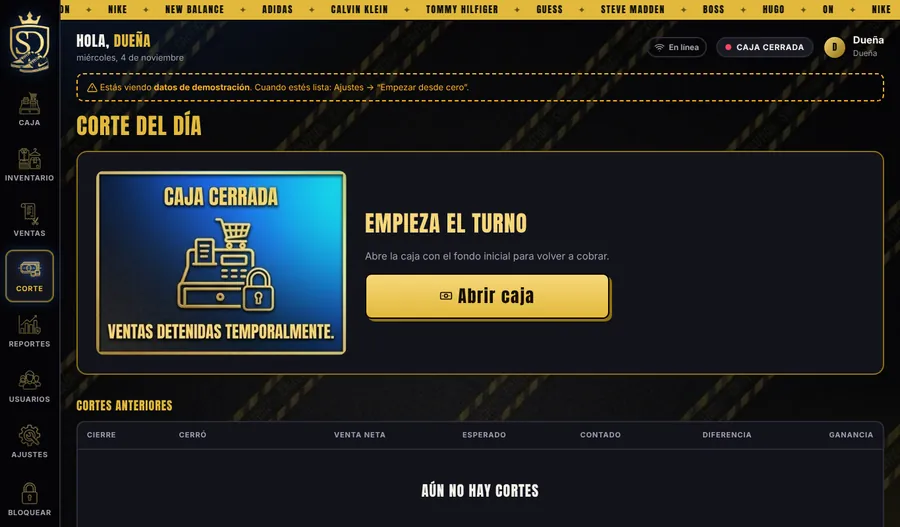 ON + NIKE + NEW BALANCE + ADIDAS + CALVIN KLEIN + TOMMY HILFIGER + GUESS + STEVE MADDEN + BOSS + HUGO + ON + NIKE
SD
HOLA, DUEÑA
miércoles, 4 de noviembre
En línea
CAJA CERRADA
D
Dueña
Dueña
Estás viendo datos de demostración. Cuando estés lista: Ajustes → "Empezar desde cero".
CAJA
INVENTARIO
VENTAS
CORTE
REPORTES
USUARIOS
AJUSTES
BLOQUEAR
CORTE DEL DÍA
CAJA CERRADA
VENTAS DETENIDAS TEMPORALMENTE.
EMPIEZA EL TURNO
Abre la caja con el fondo inicial para volver a cobrar.
Abrir caja
CORTES ANTERIORES
CIERRE CERRÓ VENTA NETA ESPERADO CONTADO DIFERENCIA GANANCIA
AÚN NO HAY CORTES